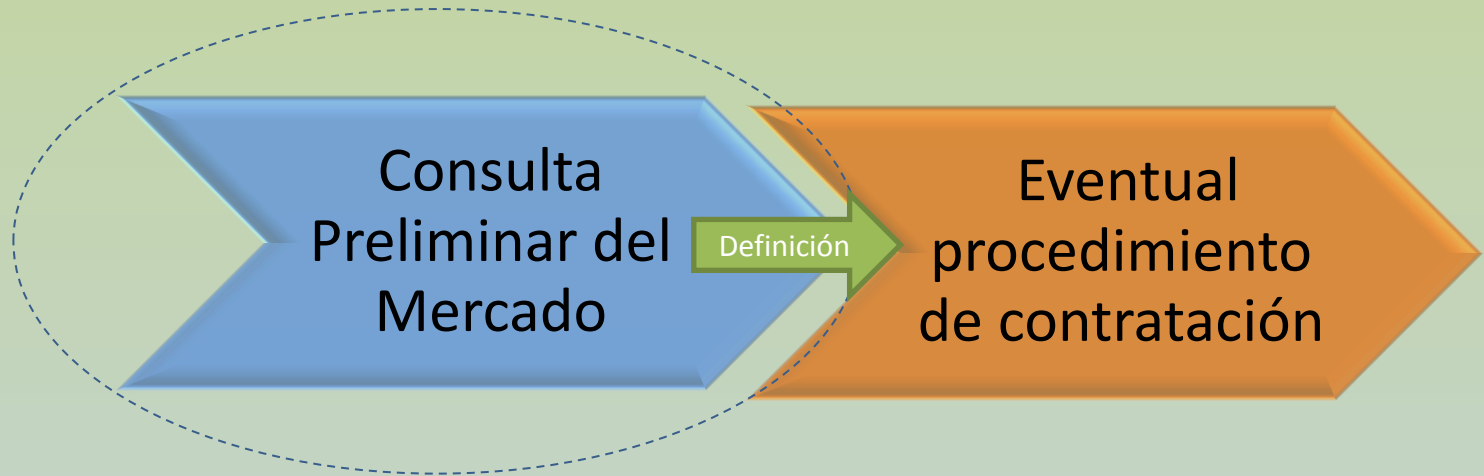 Consulta
Preliminar del
Mercado
Definición
Eventual
procedimiento
de contratación